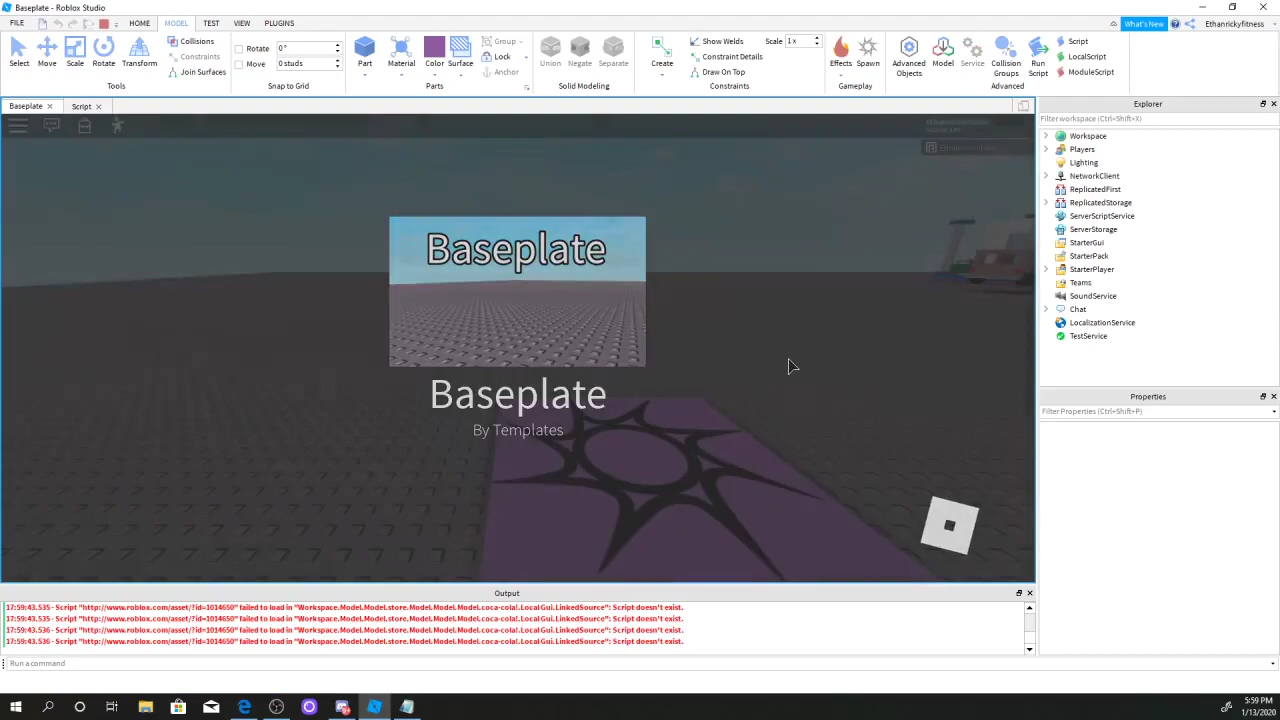 Baseplate - Roblox Studio
FILE HOME MODEL TEST VIEW PLUGINS What's New Ethanrickyfitness
Select Move Scale Rotate Transform
Collisions
Constraints
Join Surfaces
Tools
Rotate 0°
Move 0 studs
Snap to Grid
Part Material Color Surface
Group
Lock
Anchor
Parts
Union Negate Separate
Solid Modeling
Create
Show Welds Scale 1 x
Constraint Details
Draw On Top
Constraints
Effects Spawn
Gameplay
Advanced Objects Model Service Collision Groups Run Script
Script
LocalScript
ModuleScript
Advanced
Baseplate Script
Baseplate
Baseplate
By Templates
Explorer
Filter workspace (Ctrl+Shift+X)
Workspace
Players
Lighting
NetworkClient
ReplicatedFirst
ReplicatedStorage
ServerScriptService
ServerStorage
StarterGui
StarterPack
StarterPlayer
Teams
SoundService
Chat
LocalizationService
TestService
Properties
Filter Properties (Ctrl+Shift+P)
Output
17:59:43.535 - Script "http://www.roblox.com/asset/?id=1014650" failed to load in "Workspace.Model.Model.store.Model.Model.Model.coca-cola!.Local Gui.LinkedSource": Script doesn't exist.
17:59:43.535 - Script "http://www.roblox.com/asset/?id=1014650" failed to load in "Workspace.Model.Model.store.Model.Model.Model.coca-cola!.Local Gui.LinkedSource": Script doesn't exist.
17:59:43.536 - Script "http://www.roblox.com/asset/?id=1014650" failed to load in "Workspace.Model.Model.store.Model.Model.Model.coca-cola!.Local Gui.LinkedSource": Script doesn't exist.
17:59:43.536 - Script "http://www.roblox.com/asset/?id=1014650" failed to load in "Workspace.Model.Model.store.Model.Model.Model.coca-cola!.Local Gui.LinkedSource": Script doesn't exist.
Run a command
5:59 PM
1/13/2020